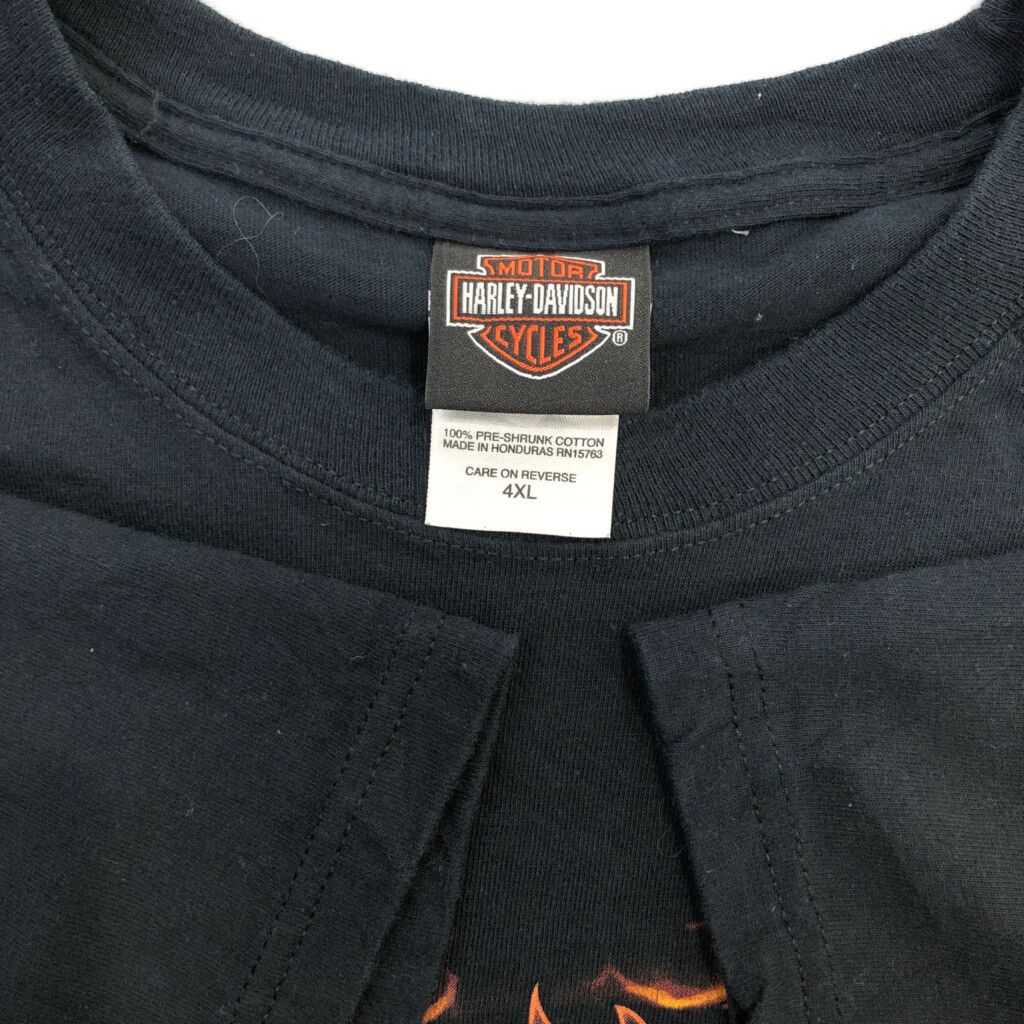 MOTOR
HARLEY-DAVIDSON
CYCLES
®
100% PRE-SHRUNK COTTON
MADE IN HONDURAS RN15763
CARE ON REVERSE
4XL